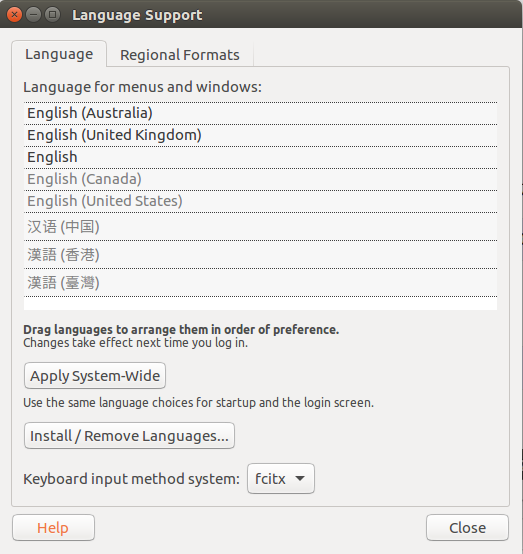 Language Support
Language
Regional Formats
Language for menus and windows:
English (Australia)
English (United Kingdom)
English
English (Canada)
English (United States)
汉语 (中国)
漢語 (香港)
漢語 (臺灣)
Drag languages to arrange them in order of preference.
Changes take effect next time you log in.
Apply System-Wide
Use the same language choices for startup and the login screen.
Install / Remove Languages...
Keyboard input method system: fcitx
Help
Close